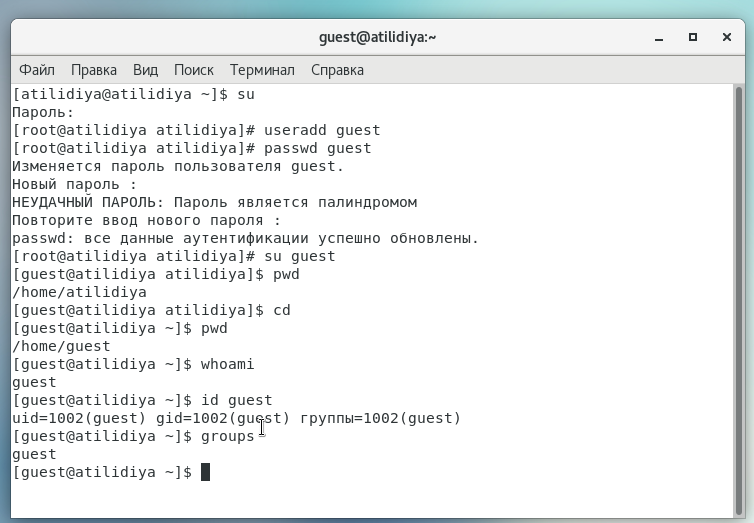 guest@atilidiya:~
Файл Правка Вид Поиск Терминал Справка
[atilidiya@atilidiya ~]$ su
Пароль:
[root@atilidiya atilidiya]# useradd guest
[root@atilidiya atilidiya]# passwd guest
Изменяется пароль пользователя guest.
Новый пароль :
НЕУДАЧНЫЙ ПАРОЛЬ: Пароль является палиндромом
Повторите ввод нового пароля :
passwd: все данные аутентификации успешно обновлены.
[root@atilidiya atilidiya]# su guest
[guest@atilidiya atilidiya]$ pwd
/home/atilidiya
[guest@atilidiya atilidiya]$ cd
[guest@atilidiya ~]$ pwd
/home/guest
[guest@atilidiya ~]$ whoami
guest
[guest@atilidiya ~]$ id guest
uid=1002(guest) gid=1002(guest) группы=1002(guest)
[guest@atilidiya ~]$ groups
guest
[guest@atilidiya ~]$